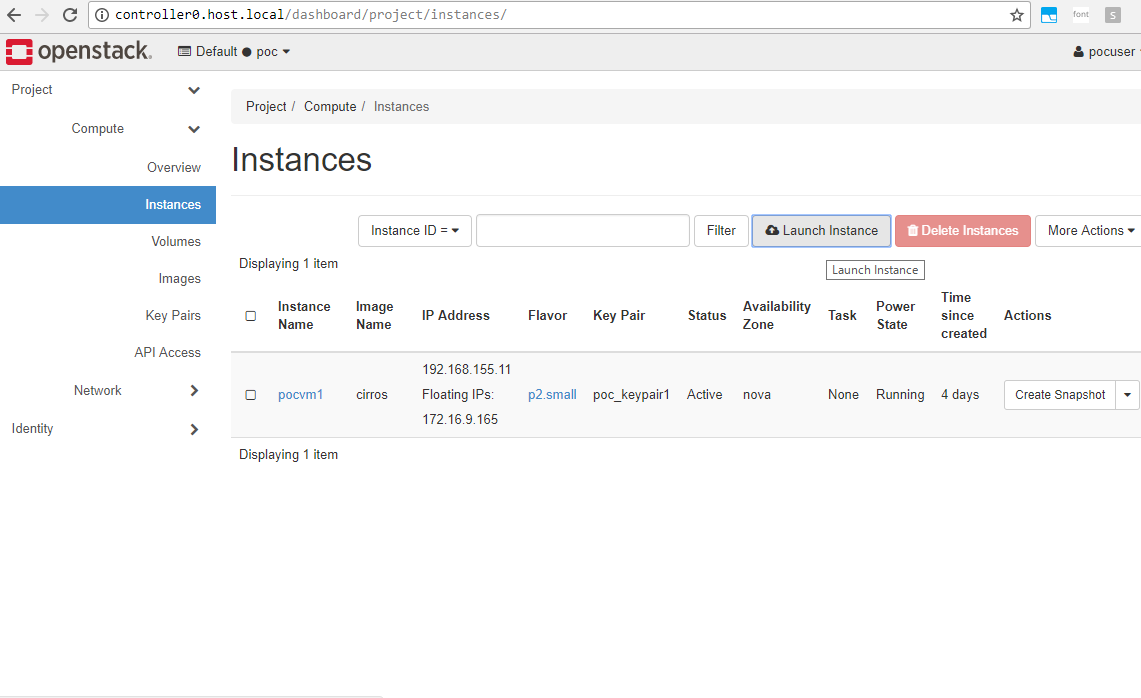 controller0.host.local/dashboard/project/instances/
font
S
openstack.
Default ● poc
pocuser
Project
Compute
Overview
Instances
Volumes
Images
Key Pairs
API Access
Network
Identity
Project / Compute / Instances
Instances
Instance ID =
Filter
Launch Instance
Delete Instances
More Actions
Displaying 1 item
Launch Instance
Instance Name
Image Name
IP Address
Flavor
Key Pair
Status
Availability Zone
Task
Power State
Time since created
Actions
pocvm1
cirros
192.168.155.11
Floating IPs:
172.16.9.165
p2.small
poc_keypair1
Active
nova
None
Running
4 days
Create Snapshot
Displaying 1 item